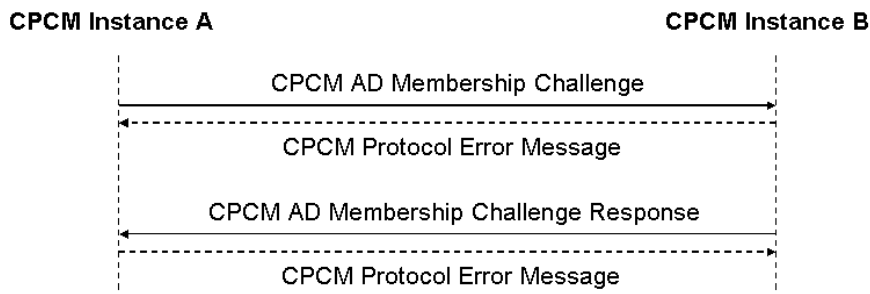 CPCM Instance A
CPCM Instance B
CPCM AD Membership Challenge
CPCM Protocol Error Message
CPCM AD Membership Challenge Response
CPCM Protocol Error Message